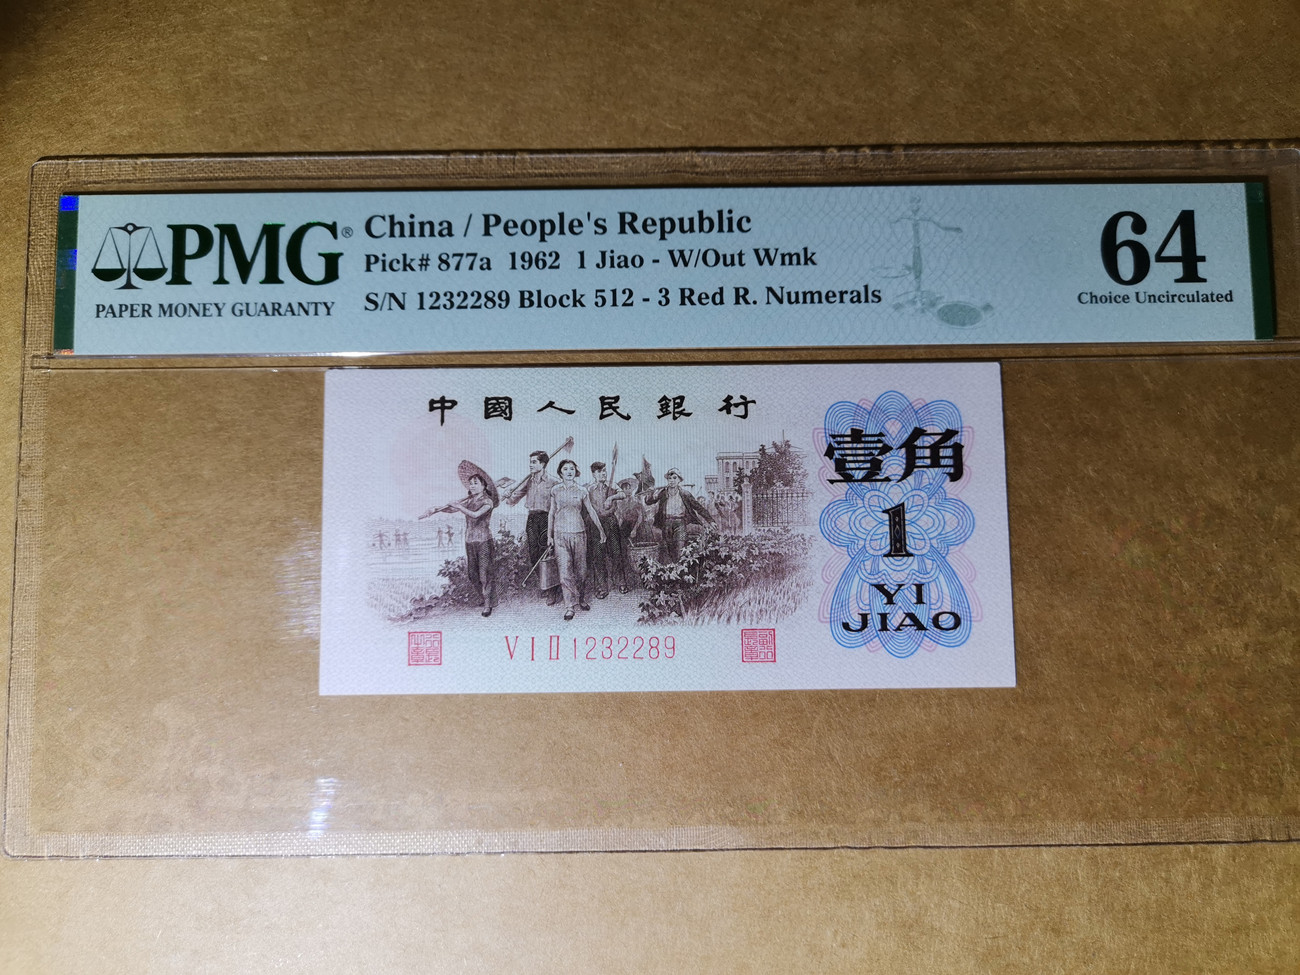 PMG®
PAPER MONEY GUARANTY
China / People's Republic
Pick# 877a 1962 1 Jiao - W/Out Wmk
S/N 1232289 Block 512 - 3 Red R. Numerals
64
Choice Uncirculated
中國人民銀行
壹角
1
YI
JIAO
V I II 1232289